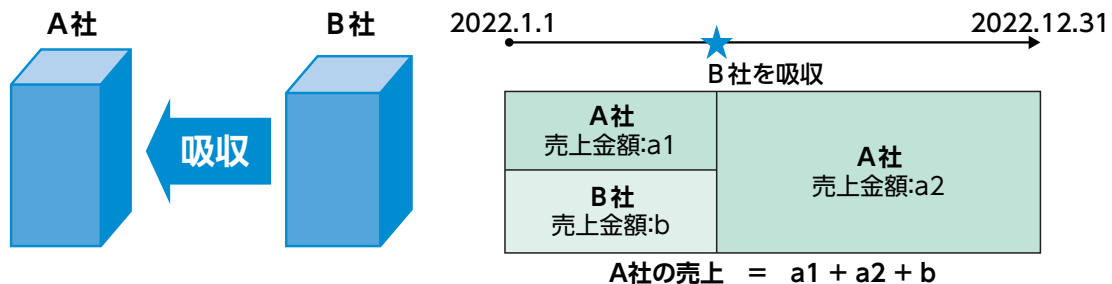 A社
B社
吸収
2022.1.1
2022.12.31
B社を吸収
A社
売上金額:a1
B社
売上金額:b
A社
売上金額:a2
A社の売上 = a1 + a2 + b